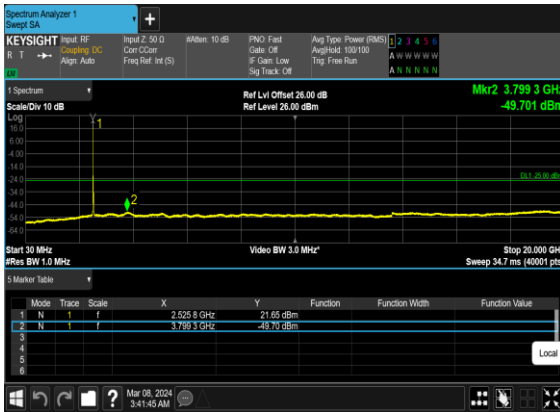 Spectrum Analyzer 1
Swept SA
+
KEYSIGHT Input: RF Input Z: 50 Ω #Atten: 10 dB PNO: Fast Avg Type: Power (RMS) 1 2 3 4 5 6
R T Coupling: DC Corr CCorr Gate: Off Avg|Hold: 100/100 A W W W W W
Align: Auto Freq Ref: Int (S) IF Gain: Low Trig: Free Run
LXI Sig Track: Off A N N N N N
1 Spectrum Ref Lvl Offset 26.00 dB Mkr2 3.799 3 GHz
Scale/Div 10 dB Ref Level 26.00 dBm -49.701 dBm
Log
16.0
6.00
-4.00
-14.0
-24.0
-34.0
-44.0
-54.0
-64.0
1
2
DL1 -25.00 dBm
Start 30 MHz Video BW 3.0 MHz* Stop 20.000 GHz
#Res BW 1.0 MHz Sweep 34.7 ms (40001 pts)
5 Marker Table
Mode Trace Scale X Y Function Function Width Function Value
1 N 1 f 2.525 8 GHz 21.65 dBm
2 N 1 f 3.799 3 GHz -49.70 dBm
3
4
5
6
Local
? Mar 08, 2024
3:41:45 AM